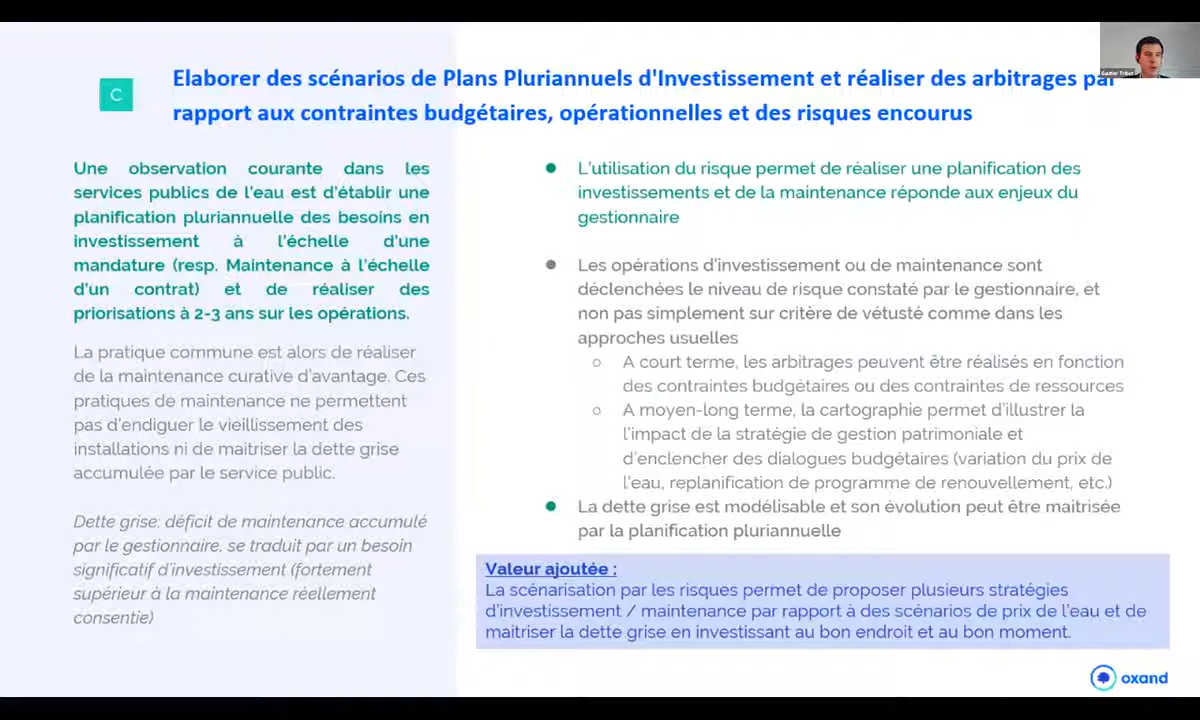 C
Elaborer des scénarios de Plans Pluriannuels d'Investissement et réaliser des arbitrages par
rapport aux contraintes budgétaires, opérationnelles et des risques encourus
Une observation courante dans les
services publics de l'eau est d'établir une
planification pluriannuelle des besoins en
investissement à l'échelle d'une
mandature (resp. Maintenance à l'échelle
d'un contrat) et de réaliser des
priorisations à 2-3 ans sur les opérations.
La pratique commune est alors de réaliser
de la maintenance curative d'avantage. Ces
pratiques de maintenance ne permettent
pas d'endiguer le vieillissement des
installations ni de maitriser la dette grise
accumulée par le service public.
Dette grise: déficit de maintenance accumulé
par le gestionnaire, se traduit par un besoin
significatif d'investissement (fortement
supérieur à la maintenance réellement
consentie)
● L'utilisation du risque permet de réaliser une planification des
investissements et de la maintenance réponde aux enjeux du
gestionnaire
● Les opérations d'investissement ou de maintenance sont
déclenchées le niveau de risque constaté par le gestionnaire, et
non pas simplement sur critère de vétusté comme dans les
approches usuelles
○ A court terme, les arbitrages peuvent être réalisés en fonction
des contraintes budgétaires ou des contraintes de ressources
○ A moyen-long terme, la cartographie permet d'illustrer la
l'impact de la stratégie de gestion patrimoniale et
d'enclencher des dialogues budgétaires (variation du prix de
l'eau, replanification de programme de renouvellement, etc.)
● La dette grise est modélisable et son évolution peut être maitrisée
par la planification pluriannuelle
Valeur ajoutée :
La scénarisation par les risques permet de proposer plusieurs stratégies
d'investissement / maintenance par rapport à des scénarios de prix de l'eau et de
maitriser la dette grise en investissant au bon endroit et au bon moment.
oxand